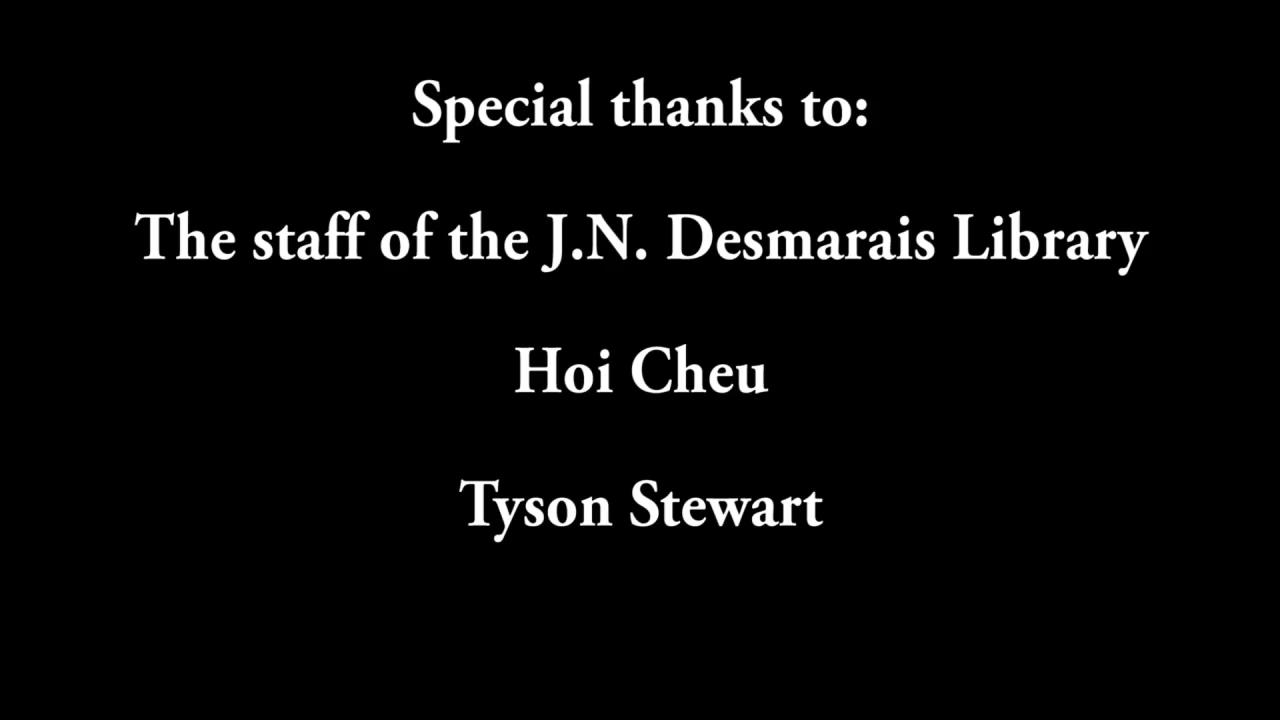 Special thanks to:
The staff of the J.N. Desmarais Library
Hoi Cheu
Tyson Stewart